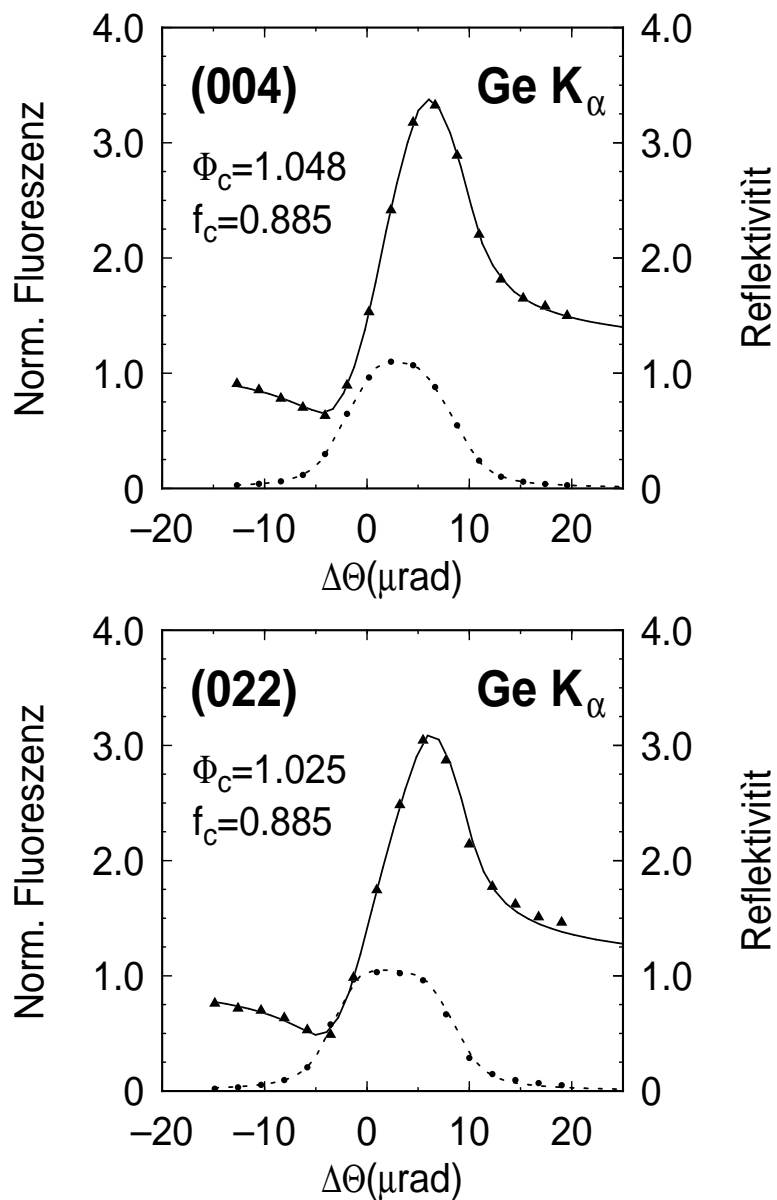 4.0 4.0
(004) Ge Kα
3.0 3.0
Φc=1.048
fc=0.885
2.0 2.0
1.0 1.0
0 0
–20 –10 0 10 20
ΔΘ(μrad)
Norm. Fluoreszenz
Reflektivitìt
4.0 4.0
(022) Ge Kα
3.0 3.0
Φc=1.025
fc=0.885
2.0 2.0
1.0 1.0
0 0
–20 –10 0 10 20
ΔΘ(μrad)
Norm. Fluoreszenz
Reflektivitìt